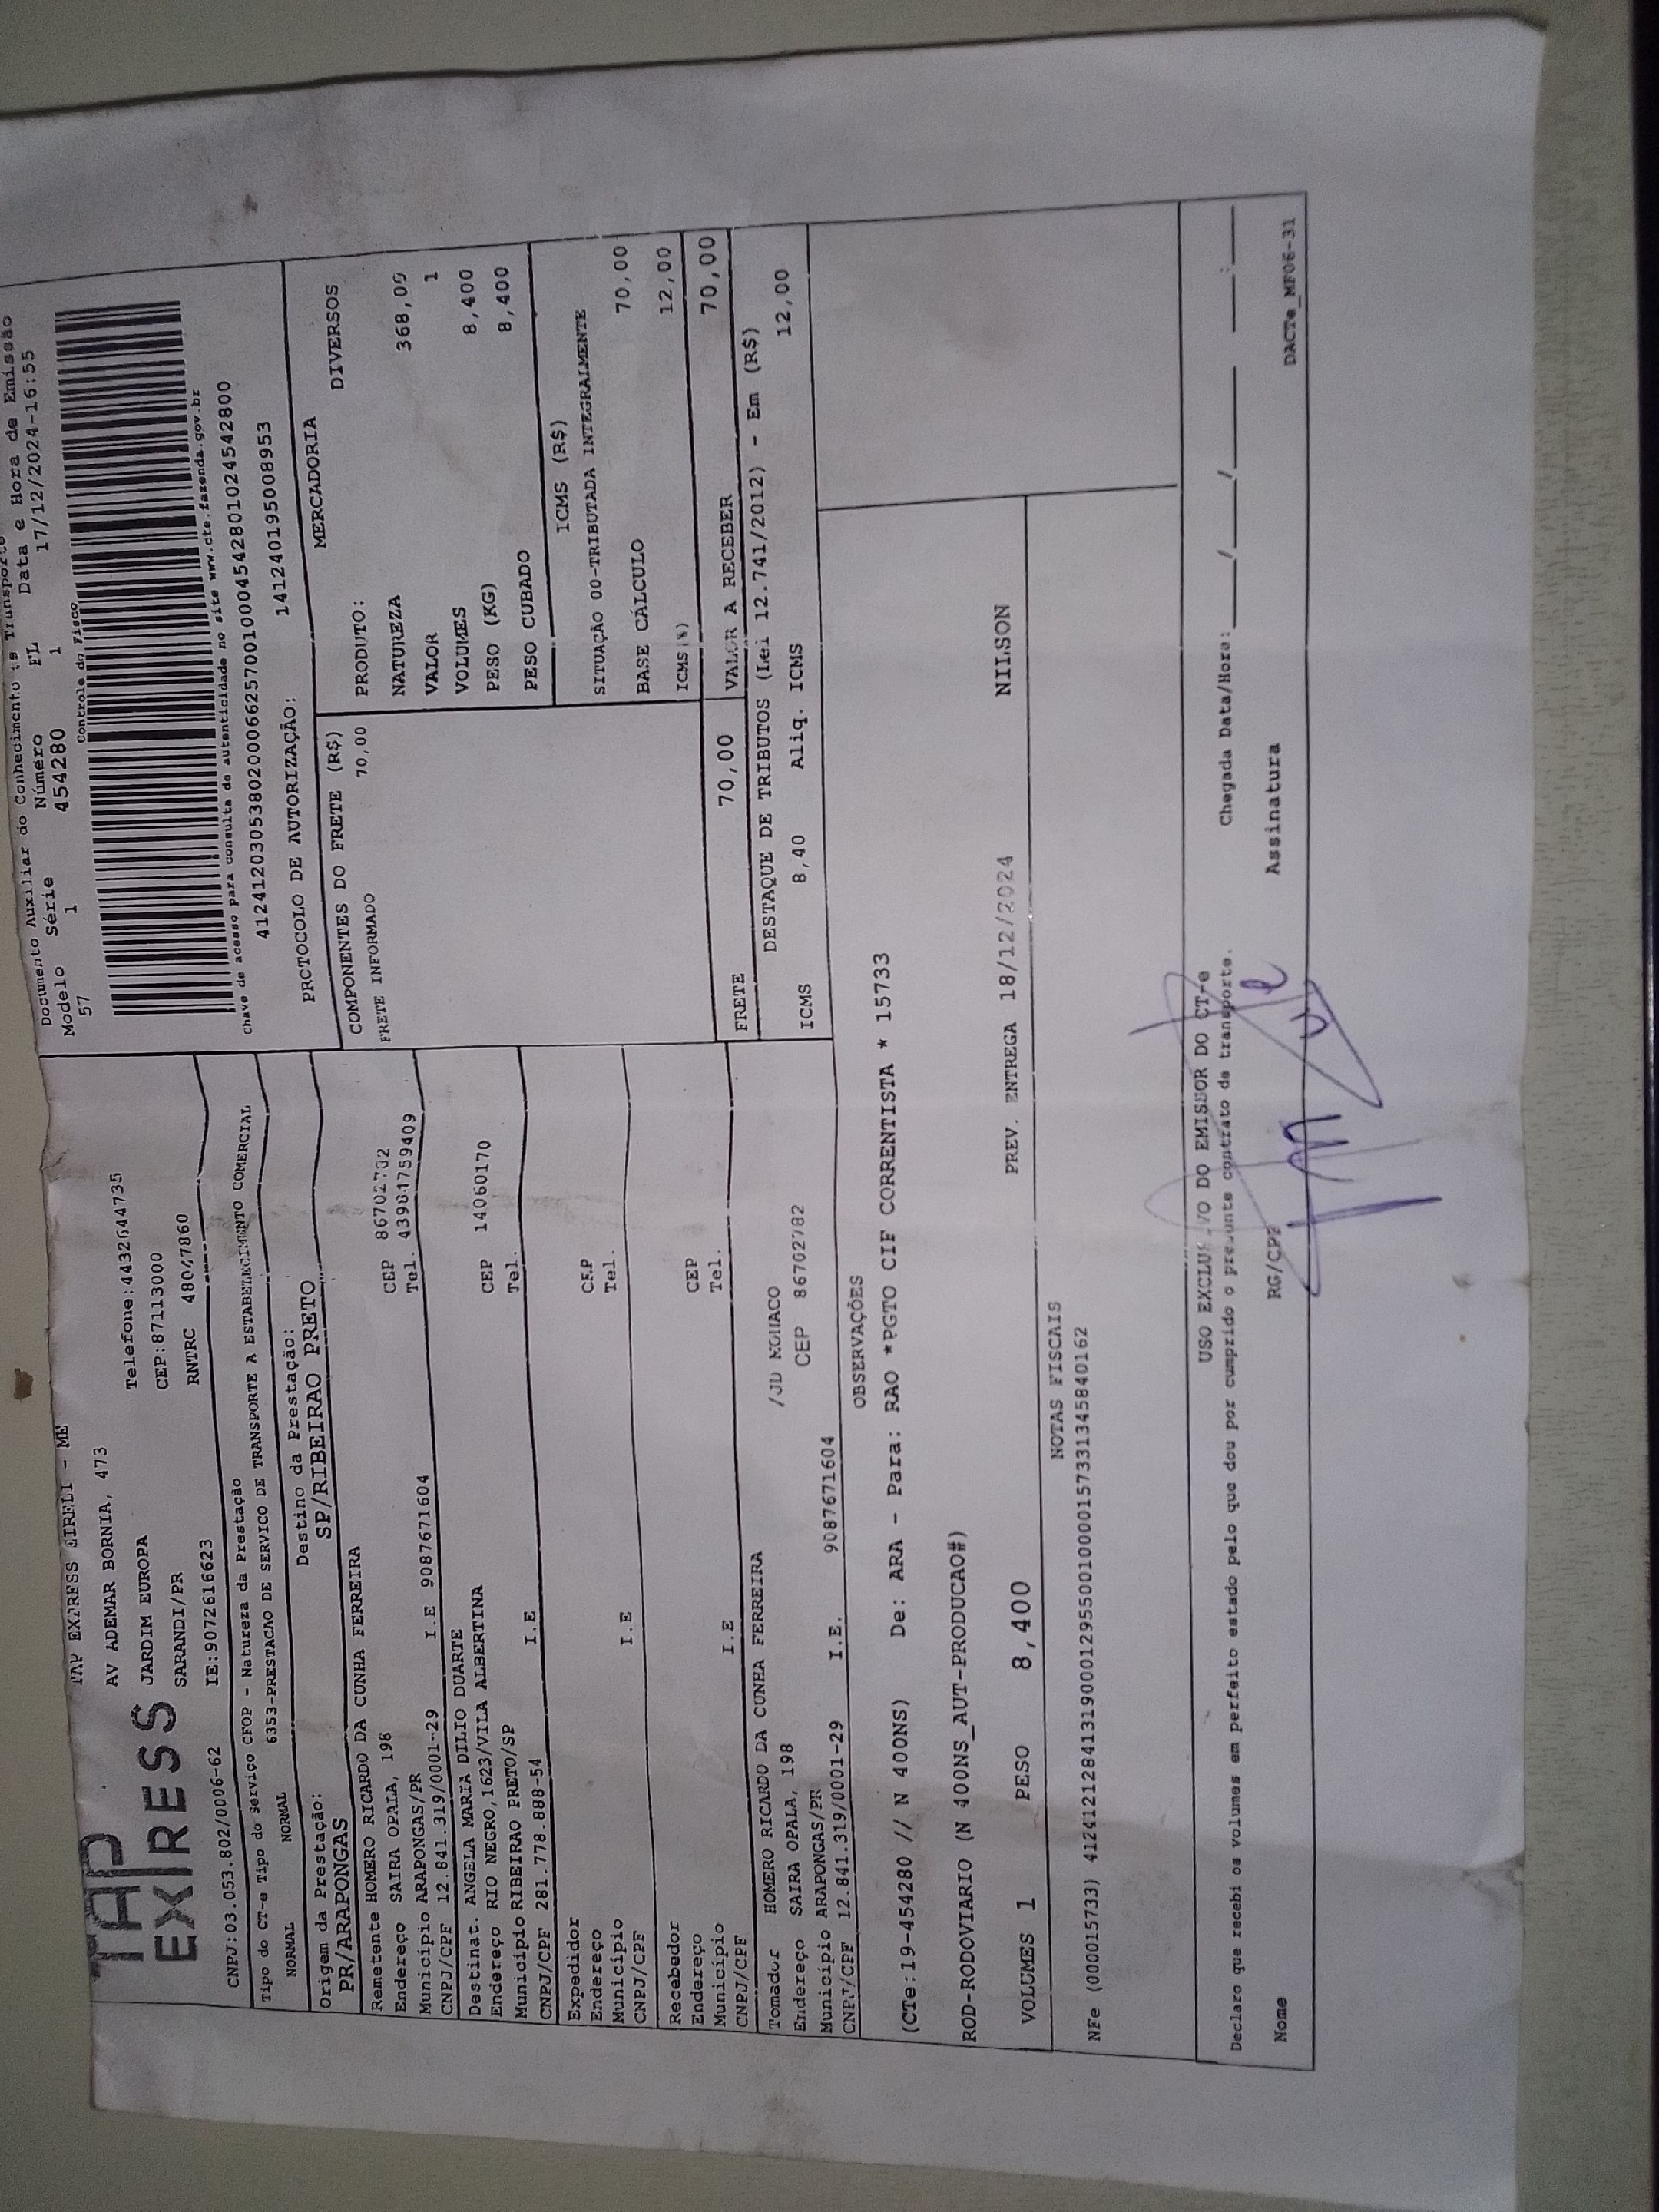 TAP
EXPRESS
TAP EXPRESS EIRELI - ME
AV ADEMAR BORNIA, 473
JARDIM EUROPA
SARANDI/PR
Telefone:4432644735
CEP:87113000
CNPJ:03.053.802/0006-62 IE:9072616623 RNTRC
Documento Auxiliar do Conhecimento de Transporte
Modelo Série Número FL Data e Hora de Emissão
57 1 454280 1 17/12/2024-16:55
Controle do Fisco
Chave de acesso para consulta de autenticidade no site www.cte.fazenda.gov.br
41241203053802000662570010004542801024542800
PROTOCOLO DE AUTORIZAÇÃO: 141240195008953
Tipo do CT-e Tipo do Serviço CFOP - Natureza da Prestação
NORMAL NORMAL 6353-PRESTACAO DE SERVICO DE TRANSPORTE A ESTABELECIMENTO COMERCIAL
Origem da Prestação: Destino da Prestação:
PR/ARAPONGAS SP/RIBEIRAO PRETO
Remetente HOMERO RICARDO DA CUNHA FERREIRA
Endereço SAIRA OPALA, 198 CEP
Município ARAPONGAS/PR Tel. 43984759409
CNPJ/CPF 12.841.319/0001-29 I.E 9087671604
Destinat. ANGELA MARIA DILIO DUARTE
Endereço RIO NEGRO,1623/VILA ALBERTINA CEP 14060170
Município RIBEIRAO PRETO/SP Tel.
CNPJ/CPF 281.778.888-54 I.E
Expedidor
Endereço CEP
Município Tel.
CNPJ/CPF I.E
Recebedor
Endereço CEP
Município Tel.
CNPJ/CPF I.E
Tomador HOMERO RICARDO DA CUNHA FERREIRA
Endereço SAIRA OPALA, 198 /JD
Município ARAPONGAS/PR CEP 86702782
CNPJ/CPF 12.841.319/0001-29 I.E. 9087671604
COMPONENTES DO FRETE (R$)
FRETE INFORMADO 70,00
MERCADORIA
PRODUTO: DIVERSOS
NATUREZA
VALOR 368,00
VOLUMES 1
PESO (KG) 8,400
PESO CUBADO 8,400
ICMS (R$)
SITUAÇÃO 00-TRIBUTADA INTEGRALMENTE
BASE CÁLCULO 70,00
ICMS(%) 12,00
FRETE 70,00 VALOR A RECEBER 70,00
DESTAQUE DE TRIBUTOS (Lei 12.741/2012) - Em (R$)
ICMS 8,40 Aliq. ICMS 12,00
OBSERVAÇÕES
(CTe:19-454280 // N 400NS) De: ARA - Para: RAO *PGTO CIF CORRENTISTA * 15733
ROD-RODOVIARIO (N 400NS_AUT-PRODUCAO#)
VOLUMES 1 PESO 8,400 PREV. ENTREGA 18/12/2024 NILSON
NOTAS FISCAIS
NFe (000015733) 41241212841319000129550010000157331345840162
USO EXCLUSIVO DO EMISSOR DO CT-e
Declaro que recebi os volumes em perfeito estado pelo que dou por cumprido o presente contrato de transporte.
Chegada Data/Hora:____/____/____ ___:___
Nome RG/CPF Assinatura
DACTe_MF06-31